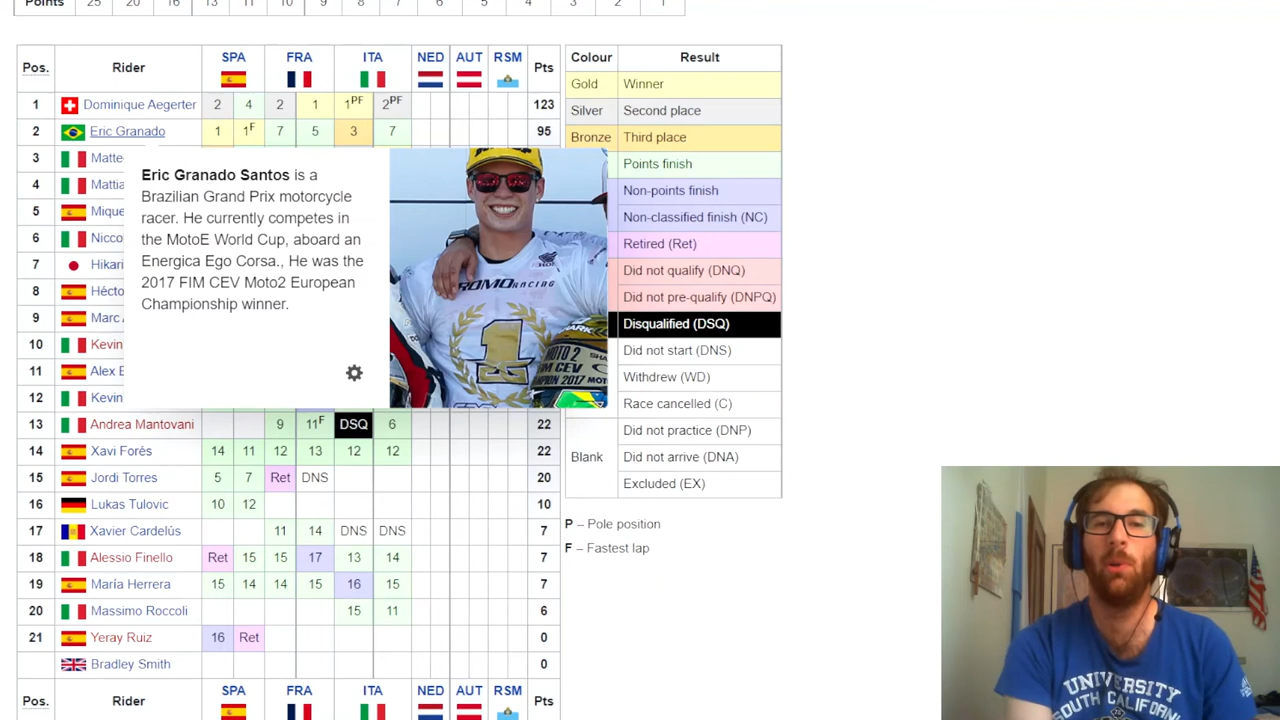 Points 25 20 16 13 11 10 9 8 7 6 5 4 3 2 1
Pos. Rider SPA FRA ITA NED AUT RSM Pts
1 Dominique Aegerter 2 4 2 1 1PF 2PF 123
2 Eric Granado 1 1F 7 5 3 7 95
3 Matte
4 Mattia
5 Mique
6 Nicco
7 Hikari
8 Hécto
9 Marc
10 Kevin
11 Alex E
12 Kevin
13 Andrea Mantovani 9 11F DSQ 6 22
14 Xavi Forés 14 11 12 13 12 12 22
15 Jordi Torres 5 7 Ret DNS 20
16 Lukas Tulovic 10 12 10
17 Xavier Cardelús 11 14 DNS DNS 7
18 Alessio Finello Ret 15 15 17 13 14 7
19 María Herrera 15 14 14 15 16 15 7
20 Massimo Roccoli 15 11 6
21 Yeray Ruiz 16 Ret 0
Bradley Smith 0
Pos. Rider SPA FRA ITA NED AUT RSM Pts
Eric Granado Santos is a
Brazilian Grand Prix motorcycle
racer. He currently competes in
the MotoE World Cup, aboard an
Energica Ego Corsa., He was the
2017 FIM CEV Moto2 European
Championship winner.
ROMORACING
1
MOTO 2
Colour Result
Gold Winner
Silver Second place
Bronze Third place
Points finish
Non-points finish
Non-classified finish (NC)
Retired (Ret)
Did not qualify (DNQ)
Did not pre-qualify (DNPQ)
Disqualified (DSQ)
Did not start (DNS)
Withdrew (WD)
Race cancelled (C)
Blank
Did not practice (DNP)
Did not arrive (DNA)
Excluded (EX)
P – Pole position
F – Fastest lap
UNIVERSITY
SOUTH CALIFORN